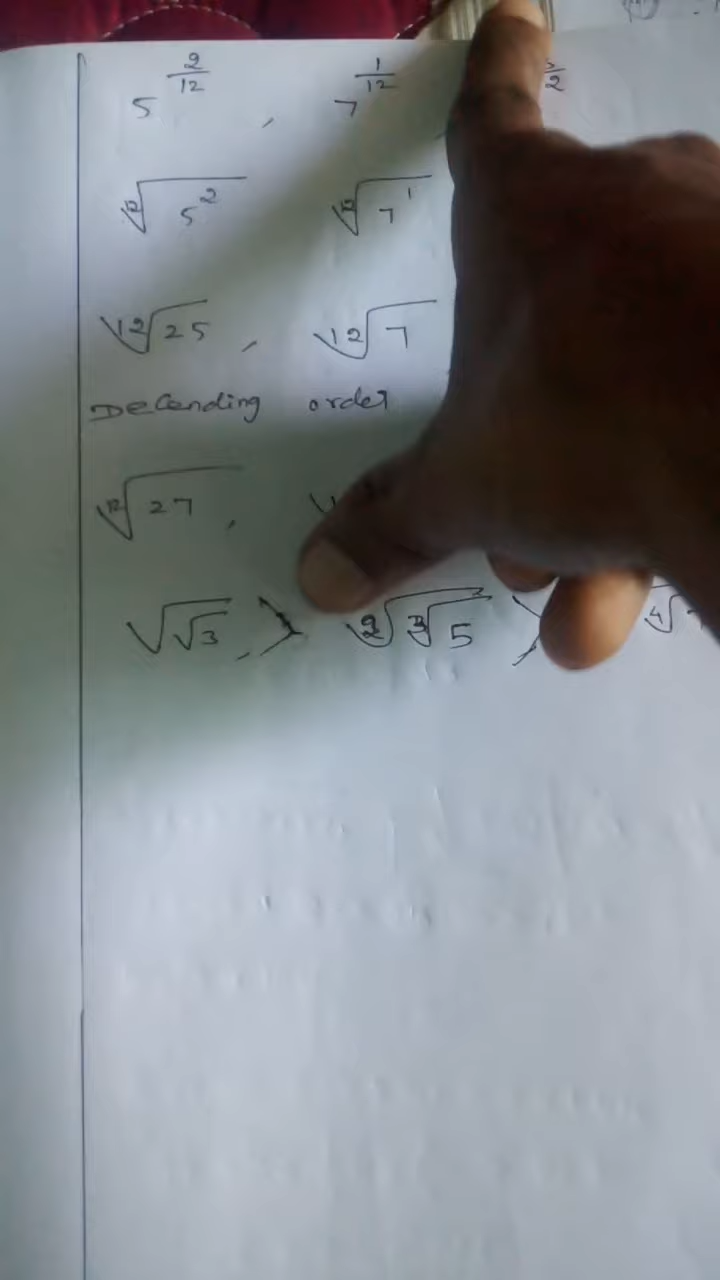 5^(2/12) , 7^(1/12)
¹²√5² ¹²√7¹
¹²√25 , ¹²√7
Decending order
¹²√27 ,
√√3 , > ²√³√5 >